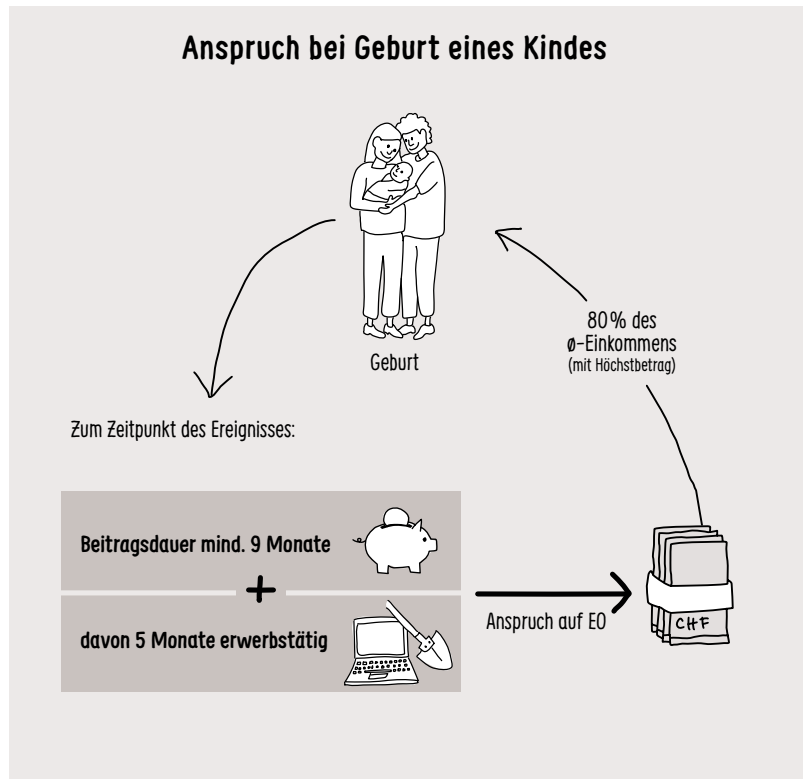 Anspruch bei Geburt eines Kindes
Geburt
80% des
ø-Einkommens
(mit Höchstbetrag)
Zum Zeitpunkt des Ereignisses:
Beitragsdauer mind. 9 Monate
+
davon 5 Monate erwerbstätig
Anspruch auf EO
CHF